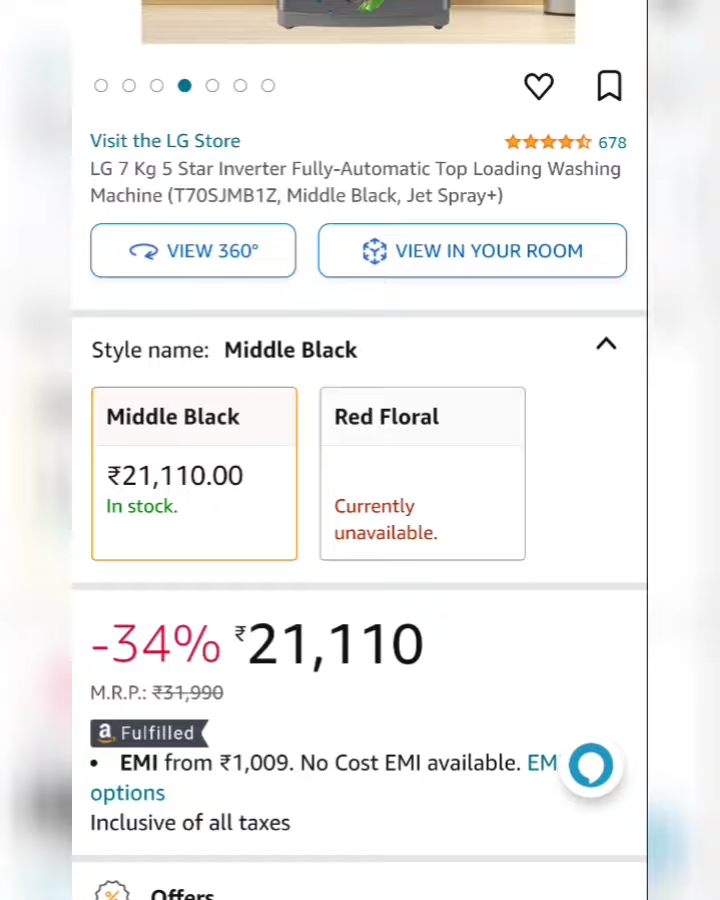 Visit the LG Store 678
LG 7 Kg 5 Star Inverter Fully-Automatic Top Loading Washing
Machine (T70SJMB1Z, Middle Black, Jet Spray+)
VIEW 360° VIEW IN YOUR ROOM
Style name: Middle Black
Middle Black Red Floral
₹21,110.00
In stock. Currently
unavailable.
-34% ₹21,110
M.R.P.: ₹31,990
a Fulfilled
• EMI from ₹1,009. No Cost EMI available. EM
options
Inclusive of all taxes
% Offers